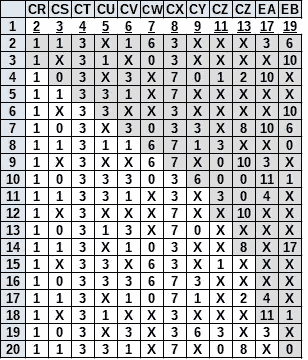 CR CS CT CU CV CW CX CY CZ CZ EA EB
1 2 3 4 5 6 7 8 9 11 13 17 19
2 1 1 3 X 1 6 3 X X X 3 6
3 1 X 3 1 X 0 3 X X X X 10
4 1 0 3 X 3 X 7 0 1 2 10 X
5 1 1 3 3 1 X 7 X X X X X
6 1 X 3 3 X X 3 X X X X 10
7 1 0 3 X 3 0 3 3 X 8 10 6
8 1 1 3 1 1 6 7 1 3 X X 0
9 1 X 3 X X 6 7 X 0 10 3 X
10 1 0 3 3 3 0 3 6 0 0 11 1
11 1 1 3 3 1 X 3 X 3 0 4 X
12 1 X 3 X X X 7 X X 10 X X
13 1 0 3 1 3 X 7 0 X X X X
14 1 1 3 X 1 0 3 X X 8 X 17
15 1 X 3 3 X 6 3 X 1 X X X
16 1 0 3 3 3 6 7 3 X X X X
17 1 1 3 X 1 0 7 1 X 2 4 X
18 1 X 3 1 X X 3 X X X 11 1
19 1 0 3 X 3 X 3 6 3 X 3 X
20 1 1 3 3 1 X 7 X 0 8 X 0